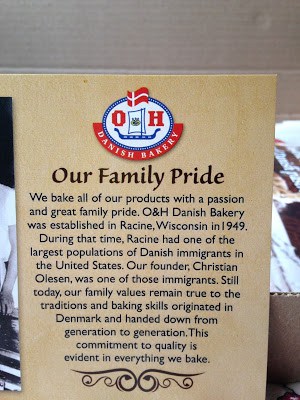 O H
DANISH BAKERY
Our Family Pride
We bake all of our products with a passion
and great family pride. O&H Danish Bakery
was established in Racine, Wisconsin in 1949.
During that time, Racine had one of the
largest populations of Danish immigrants in
the United States. Our founder, Christian
Olesen, was one of those immigrants. Still
today, our family values remain true to the
traditions and baking skills originated in
Denmark and handed down from
generation to generation. This
commitment to quality is
evident in everything we bake.